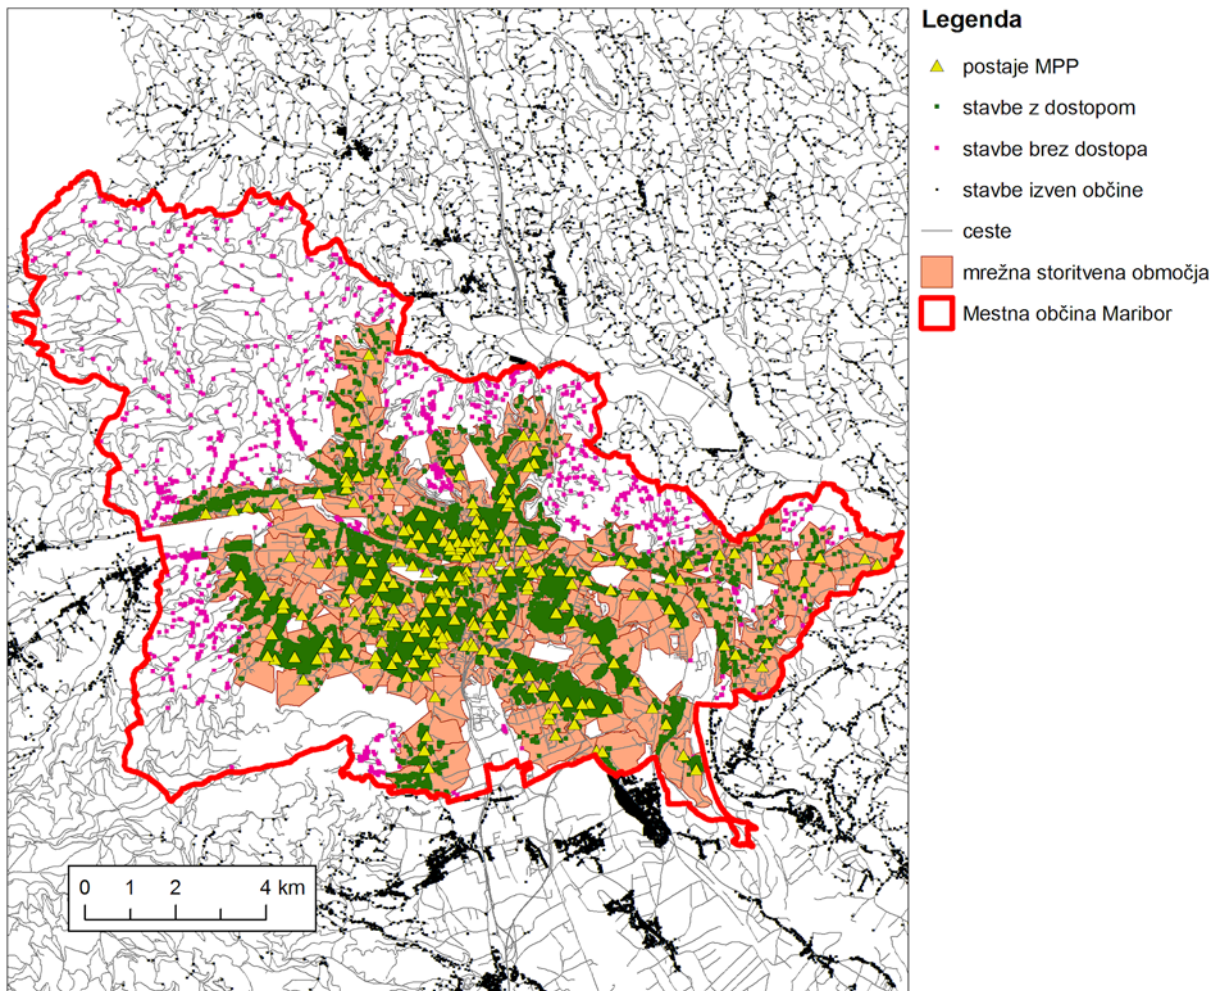 Legenda
postaje MPP
stavbe z dostopom
stavbe brez dostopa
stavbe izven občine
ceste
mrežna storitvena območja
Mestna občina Maribor
0 1 2 4 km